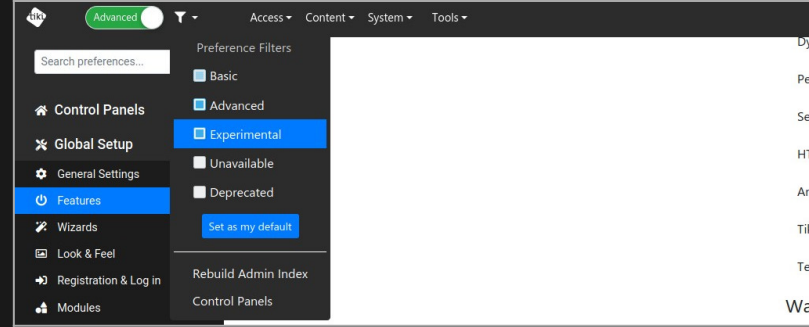 tiki Advanced Access Content System Tools
Search preferences...
Control Panels
Global Setup
General Settings
Features
Wizards
Look & Feel
Registration & Log in
Modules
Preference Filters
Basic
Advanced
Experimental
Unavailable
Deprecated
Set as my default
Rebuild Admin Index
Control Panels